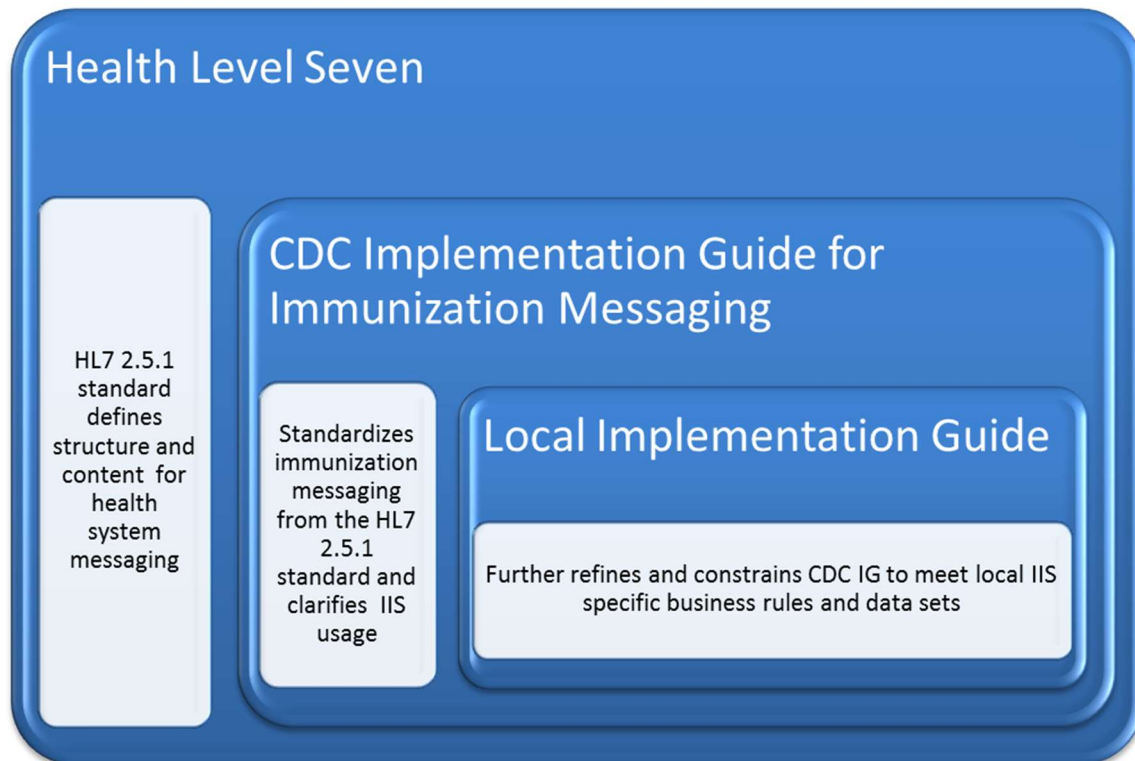 Health Level Seven
HL7 2.5.1
standard
defines
structure and
content for
health
system
messaging
CDC Implementation Guide for
Immunization Messaging
Standardizes
immunization
messaging
from the HL7
2.5.1
standard and
clarifies IIS
usage
Local Implementation Guide
Further refines and constrains CDC IG to meet local IIS
specific business rules and data sets